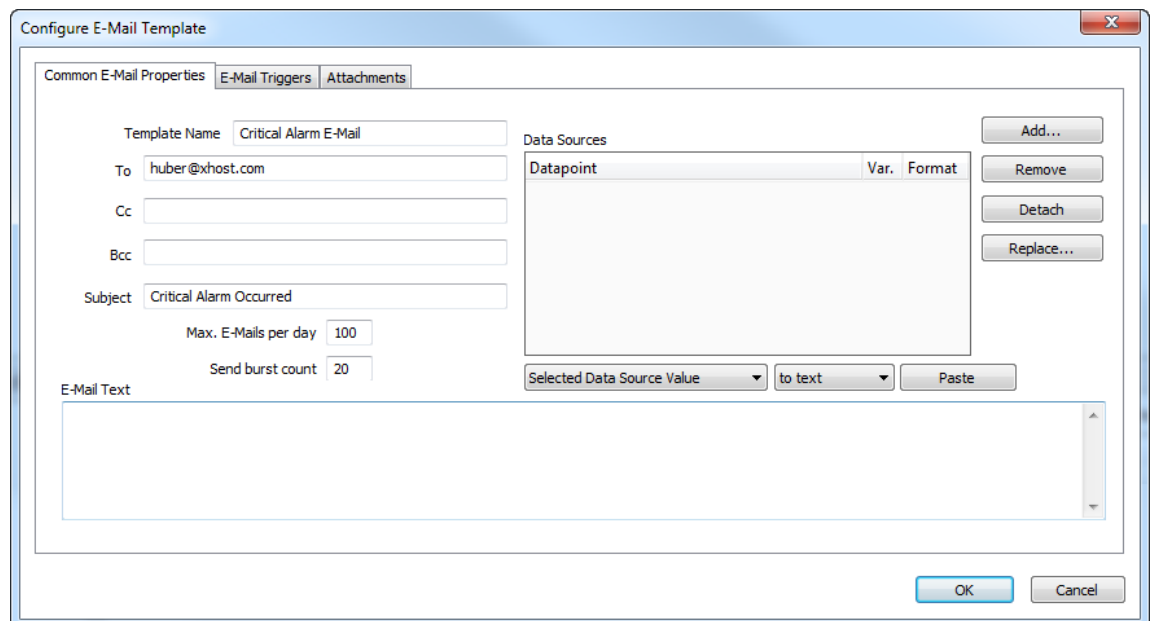 Configure E-Mail Template
Common E-Mail Properties E-Mail Triggers Attachments
Template Name Critical Alarm E-Mail
To huber@xhost.com
Cc
Bcc
Subject Critical Alarm Occurred
Max. E-Mails per day 100
Send burst count 20
Data Sources
Datapoint Var. Format
Add...
Remove
Detach
Replace...
Selected Data Source Value to text Paste
E-Mail Text
OK Cancel